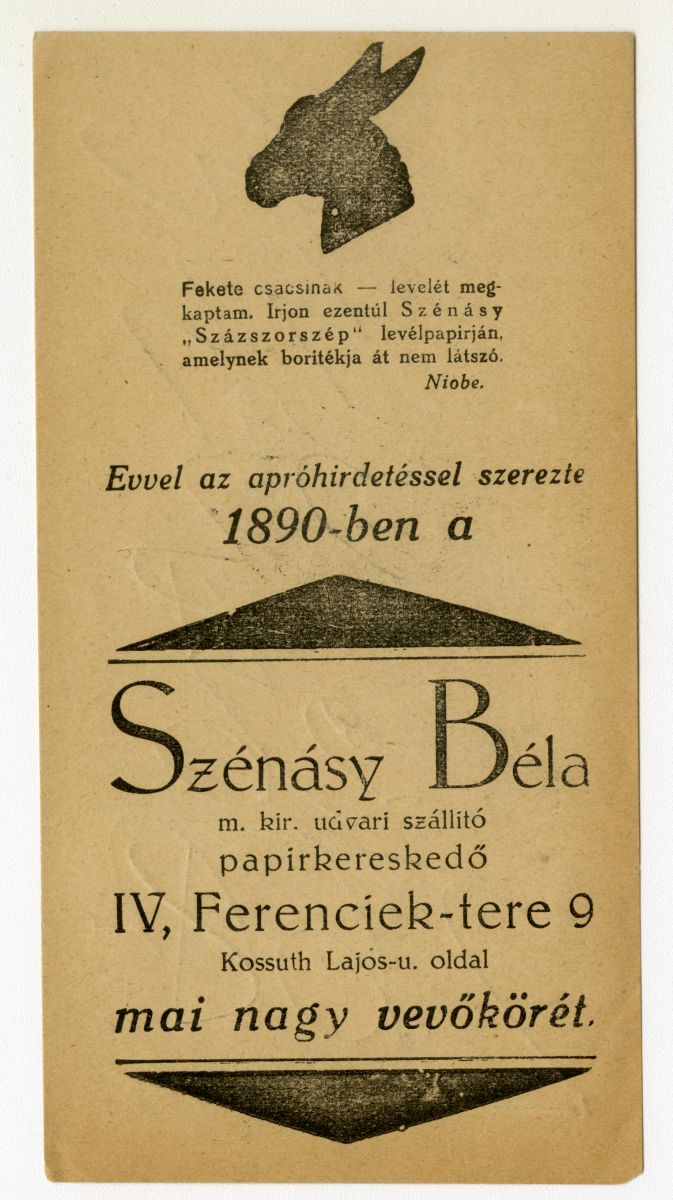 Fekete csacsinak — levelét meg-
kaptam. Irjon ezentúl Szénásy
„Százszorszép“ levélpapirján,
amelynek boritékja át nem látszó.
Niobe.
Evvel az apróhirdetéssel szerezte
1890-ben a
Szénásy Béla
m. kir. udvari szállító
papirkereskedő
IV, Ferenciek-tere 9
Kossuth Lajos-u. oldal
mai nagy vevőkörét.